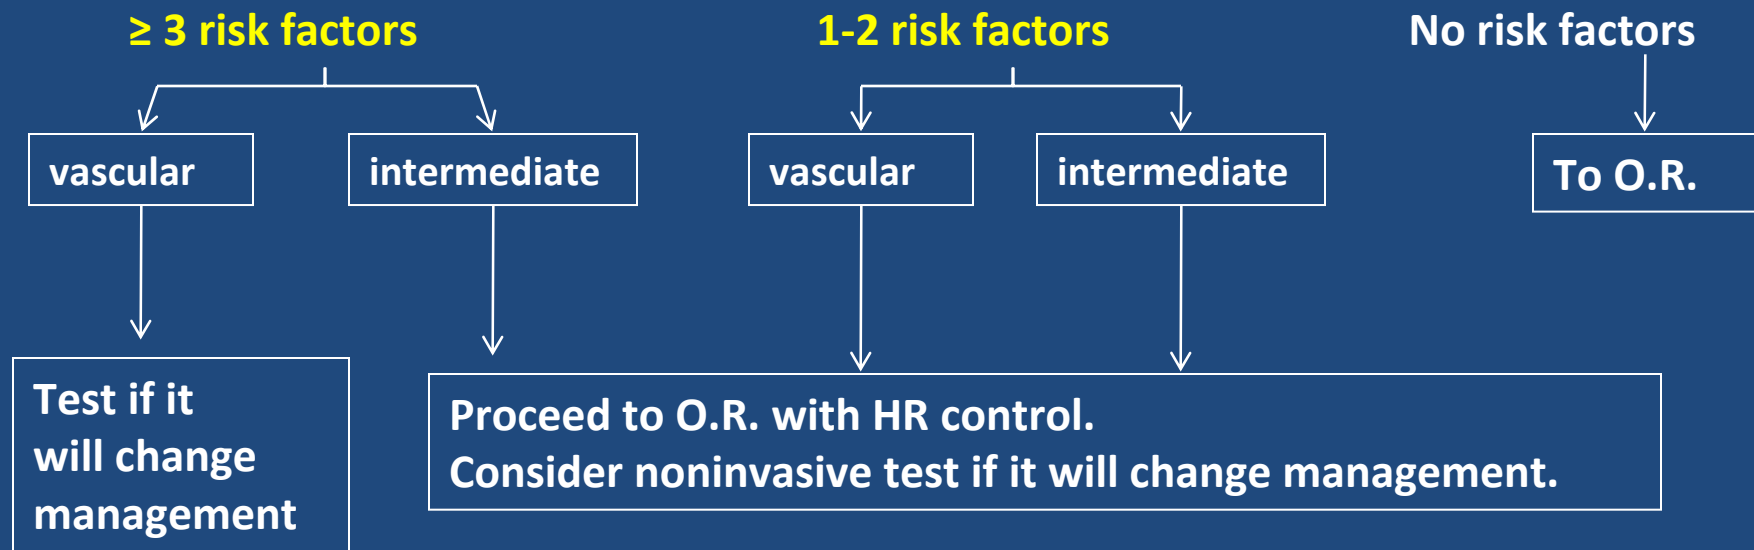 ≥ 3 risk factors
1-2 risk factors
No risk factors
vascular
intermediate
vascular
intermediate
To O.R.
Test if it
will change
management
Proceed to O.R. with HR control.
Consider noninvasive test if it will change management.